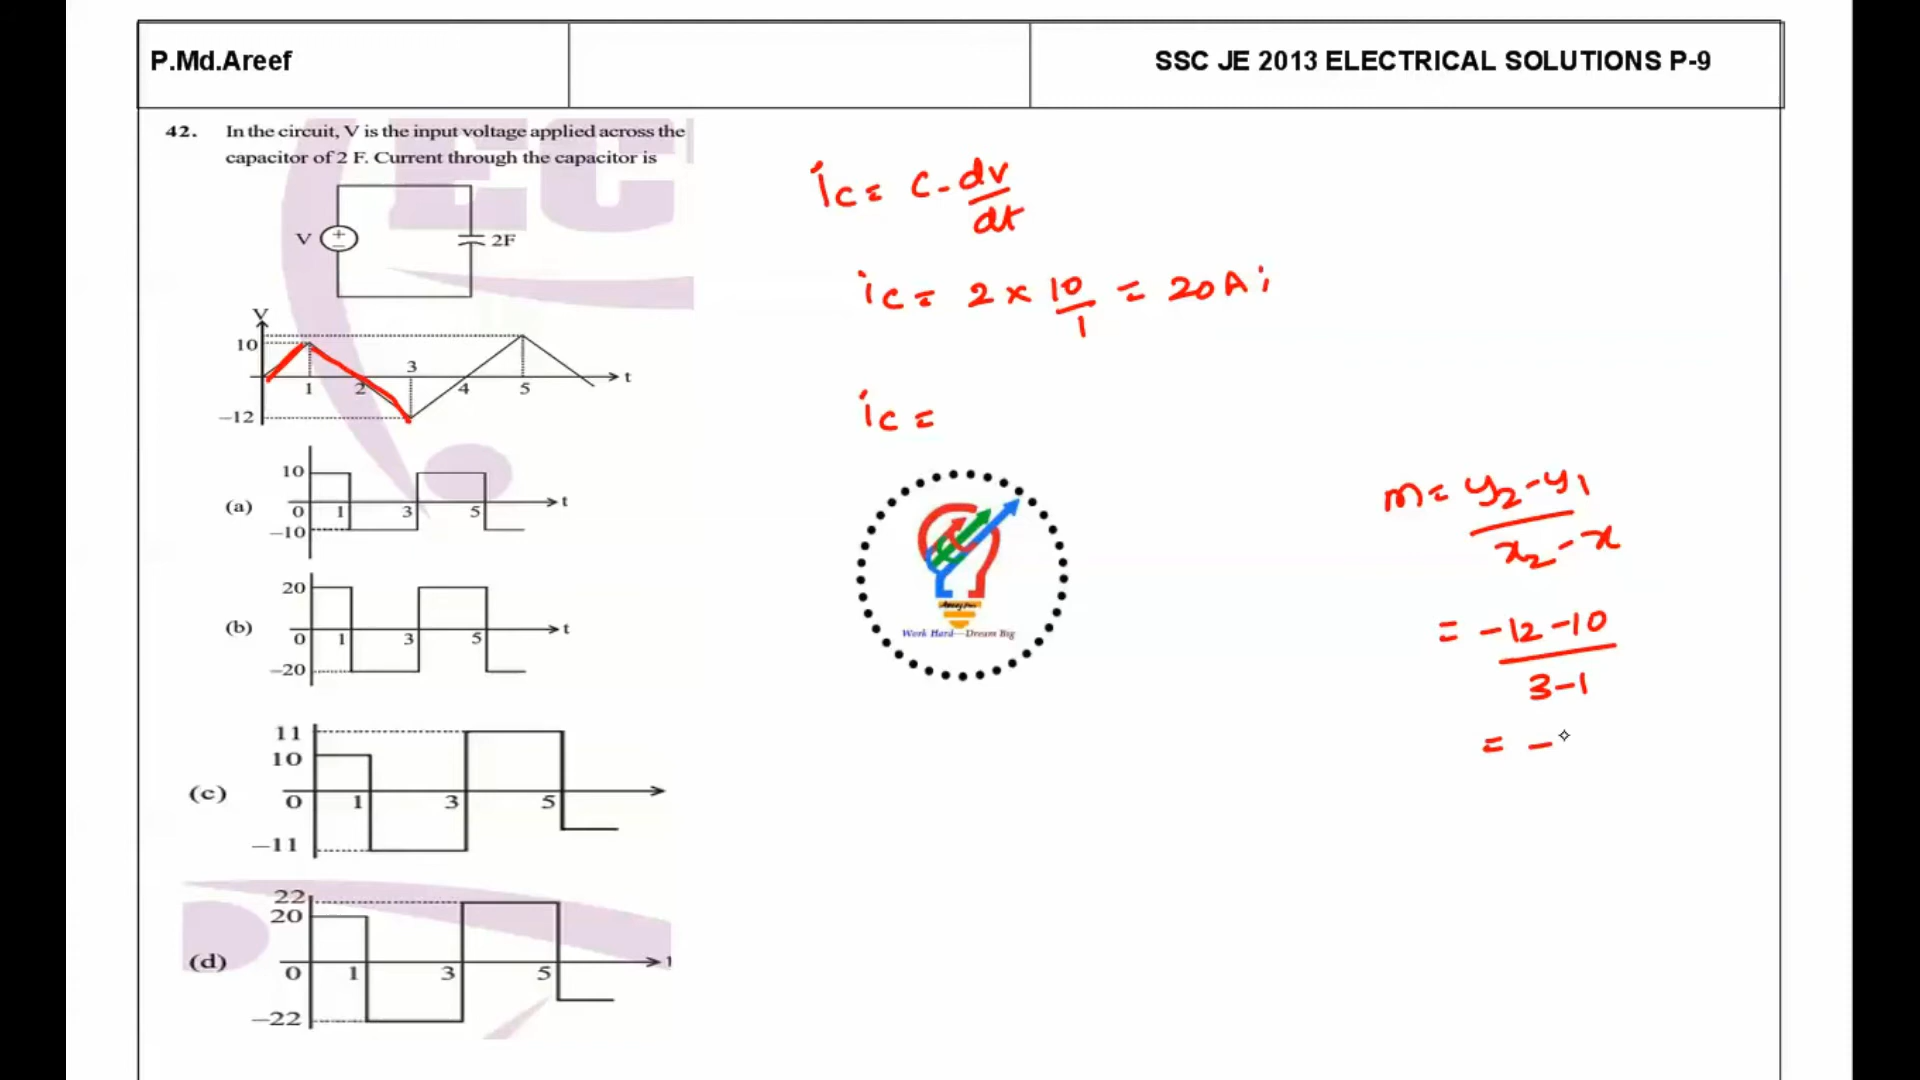 P.Md.Areef
SSC JE 2013 ELECTRICAL SOLUTIONS P-9
42. In the circuit, V is the input voltage applied across the
capacitor of 2 F. Current through the capacitor is
EC
V + − 2F
V
10
3
1 2 4 5 t
−12
10
(a) 0 1 3 5 t
−10
20
(b) 0 1 3 5 t
−20
11
10
(c) 0 1 3 5
−11
22
20
(d) 0 1 3 5 t
−22
ic = C - dv/dt
ic = 2 × 10/1 = 20A ;
ic =
Work Hard---Dream Big
m = y2-y1 / x2-x
= -12-10 / 3-1
= -